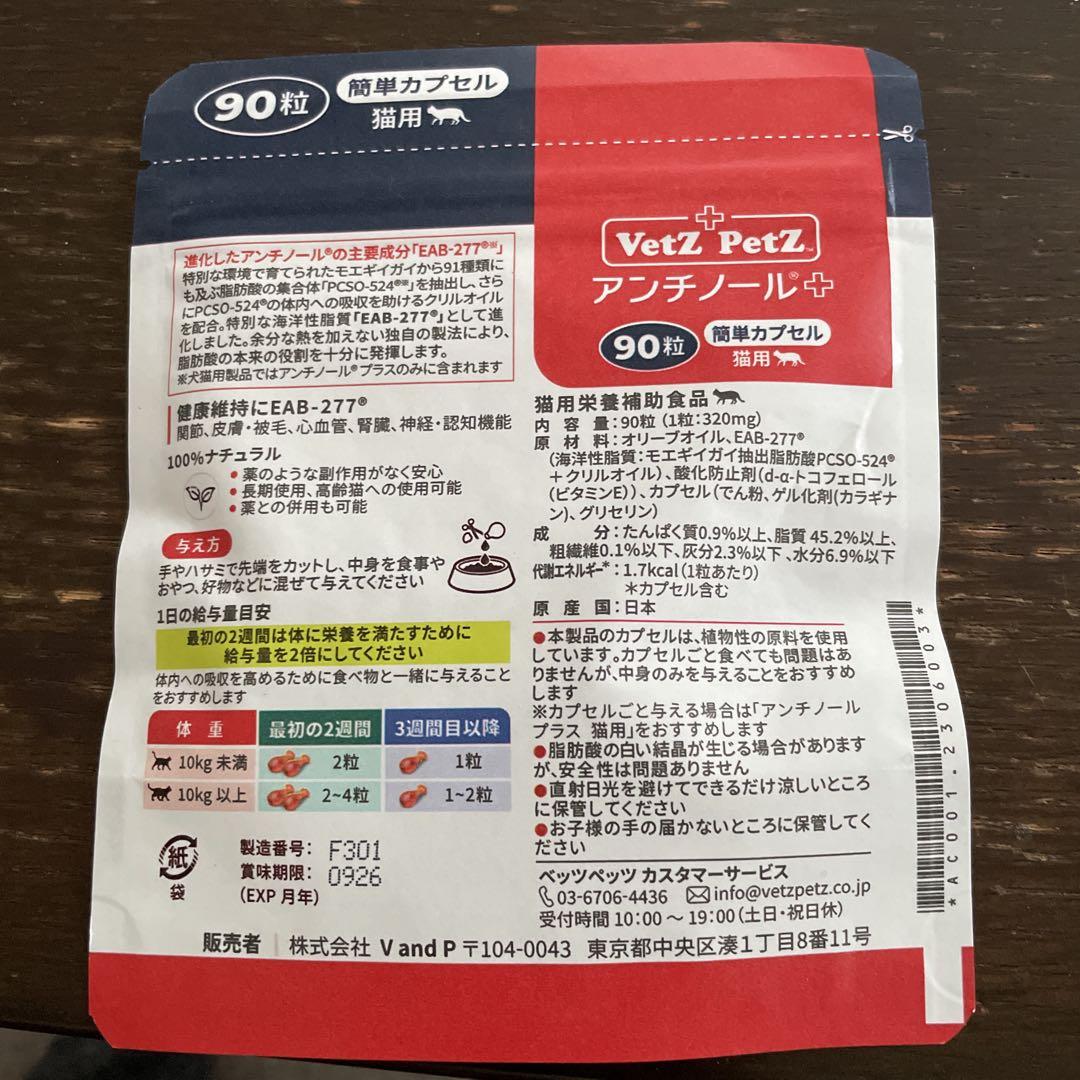 90粒
簡単カプセル
猫用
VetZ PetZ™
アンチノール®+
90粒
簡単カプセル
猫用
進化したアンチノール®の主要成分「EAB-277®※」
特別な環境で育てられたモエギイガイから91種類に
も及ぶ脂肪酸の集合体「PCSO-524®※」を抽出し、さら
にPCSO-524®の体内への吸収を助けるクリルオイル
を配合。特別な海洋性脂質「EAB-277®」として進
化しました。余分な熱を加えない独自の製法により、
脂肪酸の本来の役割を十分に発揮します。
※犬猫用製品ではアンチノール®プラスのみに含まれます
健康維持にEAB-277®
関節、皮膚・被毛、心血管、腎臓、神経・認知機能
100%ナチュラル
●薬のような副作用がなく安心
●長期使用、高齢猫への使用可能
●薬との併用も可能
与え方
手やハサミで先端をカットし、中身を食事や
おやつ、好物などに混ぜて与えてください
1日の給与量目安
最初の2週間は体に栄養を満たすために
給与量を2倍にしてください
体内への吸収を高めるために食べ物と一緒に与えること
をおすすめします
体重 最初の2週間 3週間目以降
10kg未満 2粒 1粒
10kg以上 2~4粒 1~2粒
紙
袋
製造番号: F301
賞味期限: 0926
(EXP 月年)
猫用栄養補助食品
内容量:90粒(1粒:320mg)
原材料:オリーブオイル、EAB-277®
(海洋性脂質:モエギイガイ抽出脂肪酸PCSO-524®
+クリルオイル)、酸化防止剤(d-α-トコフェロール
(ビタミンE))、カプセル(でん粉、ゲル化剤(カラギナ
ン)、グリセリン)
成分:たんぱく質0.9%以上、脂質45.2%以上、
粗繊維0.1%以下、灰分2.3%以下、水分6.9%以下
代謝エネルギー*:1.7kcal(1粒あたり)
*カプセル含む
原産国:日本
●本製品のカプセルは、植物性の原料を使用
しています。カプセルごと食べても問題はあ
りませんが、中身のみを与えることをおすすめ
します
※カプセルごと与える場合は「アンチノール
プラス 猫用」をおすすめします
●脂肪酸の白い結晶が生じる場合があります
が、安全性は問題ありません
●直射日光を避けてできるだけ涼しいところ
に保管してください
●お子様の手の届かないところに保管してく
ださい
ベッツペッツ カスタマーサービス
03-6706-4436 info@vetzpetz.co.jp
受付時間 10:00~19:00(土日・祝日休)
販売者 株式会社 V and P 〒104-0043 東京都中央区湊1丁目8番11号
*AC001.2306003*